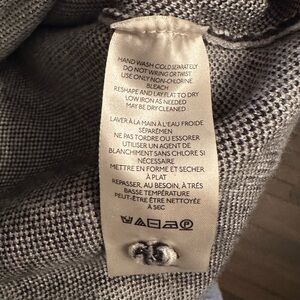 HAND WASH COLD SEPARATELY
DO NOT WRING OR TWIST
USE ONLY NON-CHLORINE
BLEACH
RESHAPE AND LAY FLAT TO DRY
LOW IRON AS NEEDED
MAY BE DRY CLEANED
LAVER À LA MAIN À L'EAU FROIDE
SÉPARÉMEN
NE PAS TORDRE OU ESSORER
UTILISER UN AGENT DE
BLANCHIMENT SANS CHLORE SI
NÉCESSAIRE
METTRE EN FORME ET SECHER
À PLAT
REPASSER, AU BESOIN, À TRÈS
BASSE TEMPÉRATURE
PEUT-ÊTRE ÊTRE NETTOYÉE
À SEC